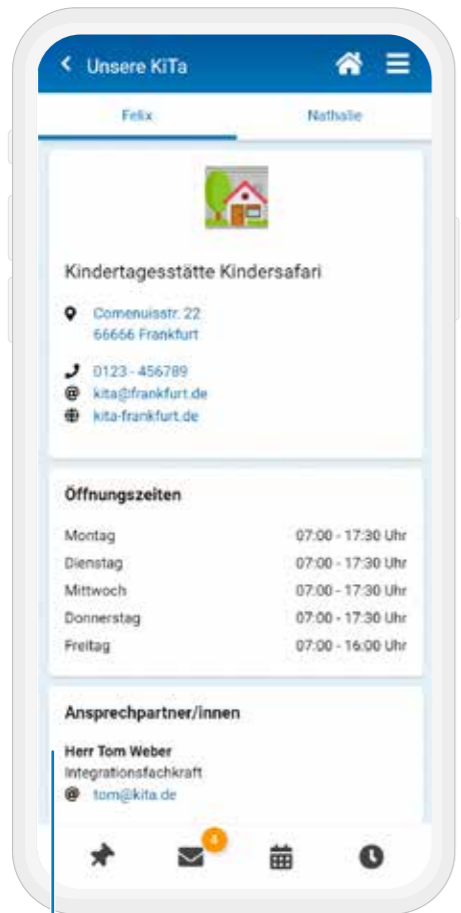 Unsere KiTa
Felix
Nathalie
Kindertagesstätte Kindersafari
Comenuisstr. 22
66666 Frankfurt
0123 - 456789
kita@frankfurt.de
kita-frankfurt.de
Öffnungszeiten
Montag 07:00 - 17:30 Uhr
Dienstag 07:00 - 17:30 Uhr
Mittwoch 07:00 - 17:30 Uhr
Donnerstag 07:00 - 17:30 Uhr
Freitag 07:00 - 16:00 Uhr
Ansprechpartner/innen
Herr Tom Weber
Integrationsfachkraft
tom@kita.de
4